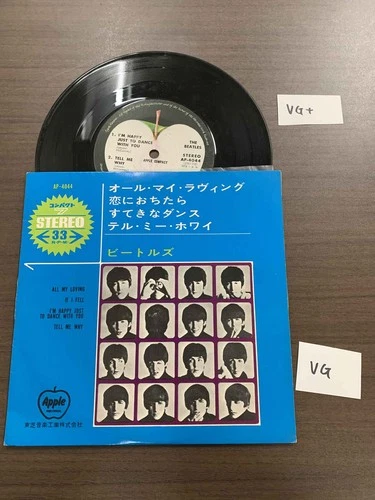 1. I'M HAPPY
JUST TO DANCE
WITH YOU
2. TELL ME
WHY
APPLE COMPACT
THE
BEATLES
STEREO
AP-4044
VG+
AP-4044
コンパクト
STEREO
33
RPM
オール・マイ・ラヴィング
恋におちたら
すてきなダンス
テル・ミー・ホワイ
ビートルズ
ALL MY LOVING
IF I FELL
I'M HAPPY JUST
TO DANCE WITH YOU
TELL ME WHY
VG
Apple
東芝音楽工業株式会社